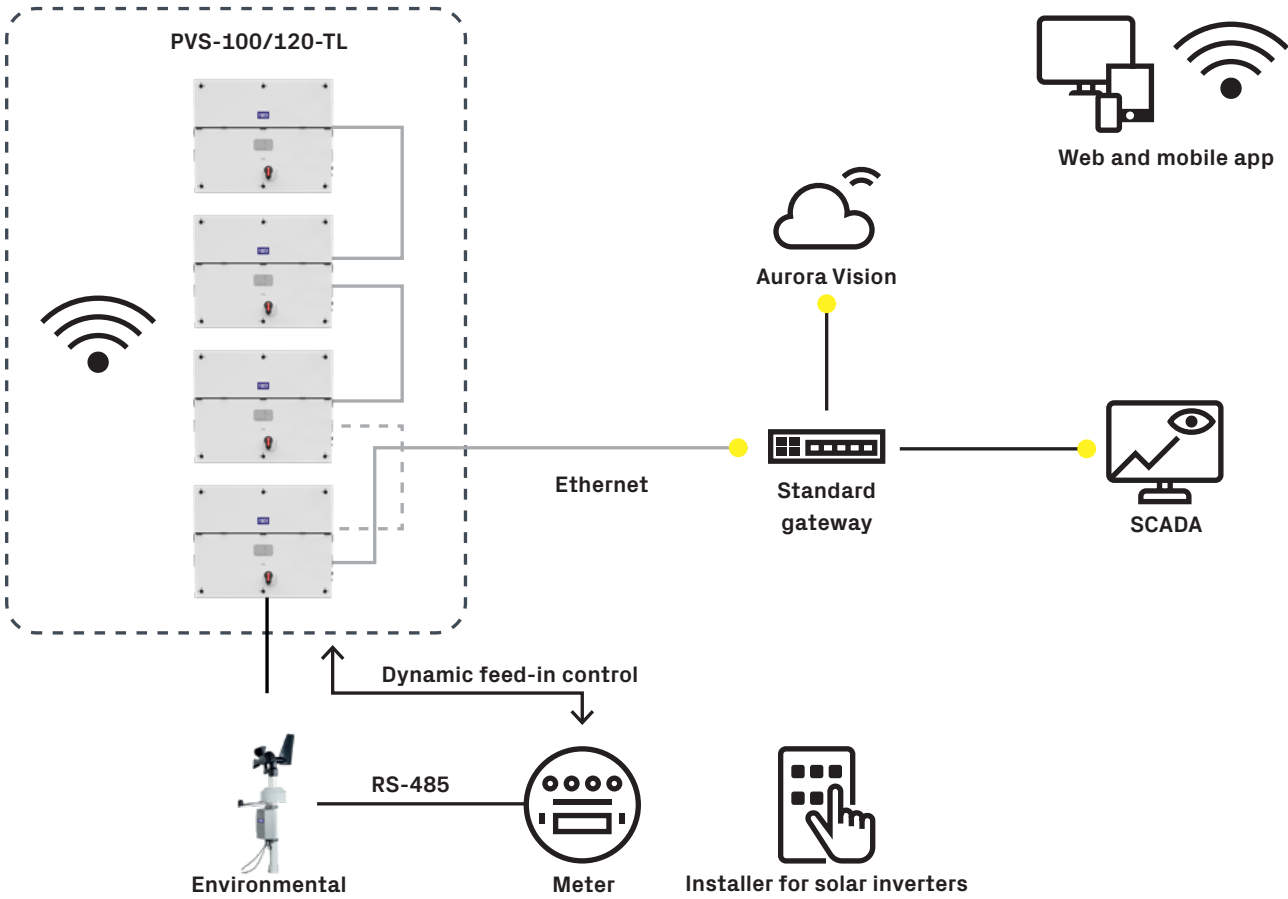 PVS-100/120-TL
Web and mobile app
Aurora Vision
Ethernet
Standard
gateway
SCADA
Dynamic feed-in control
RS-485
Environmental
Meter
Installer for solar inverters